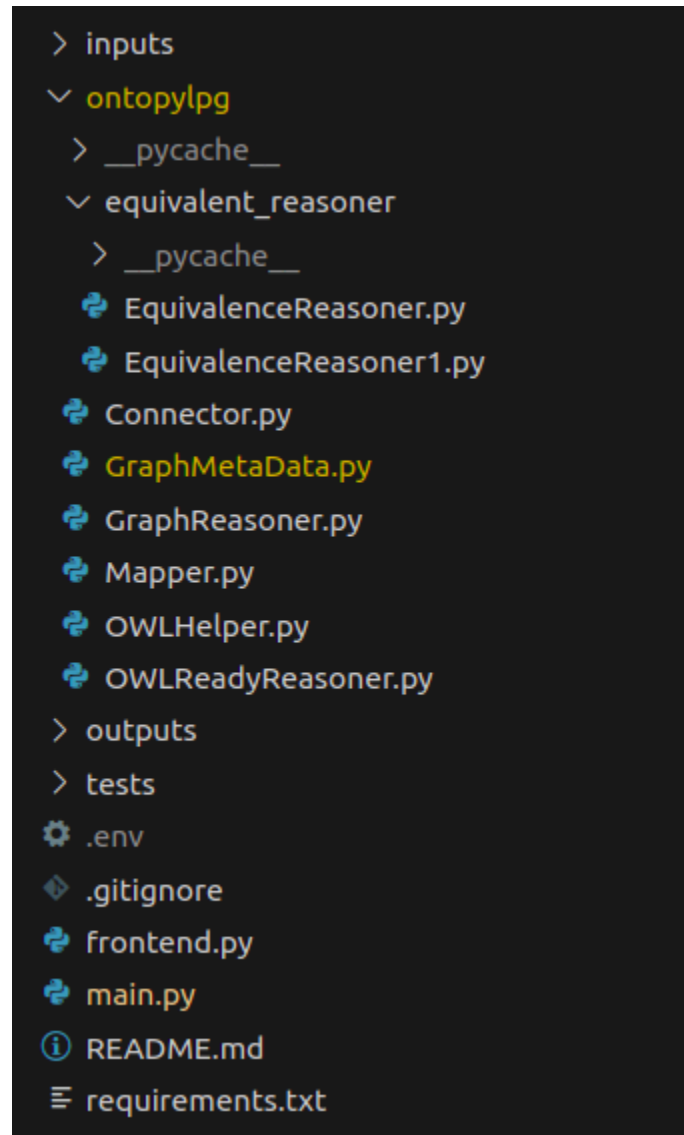 inputs
ontopylpg
__pycache__
equivalent_reasoner
__pycache__
EquivalenceReasoner.py
EquivalenceReasoner1.py
Connector.py
GraphMetaData.py
GraphReasoner.py
Mapper.py
OWLHelper.py
OWLReadyReasoner.py
outputs
tests
.env
.gitignore
frontend.py
main.py
README.md
requirements.txt